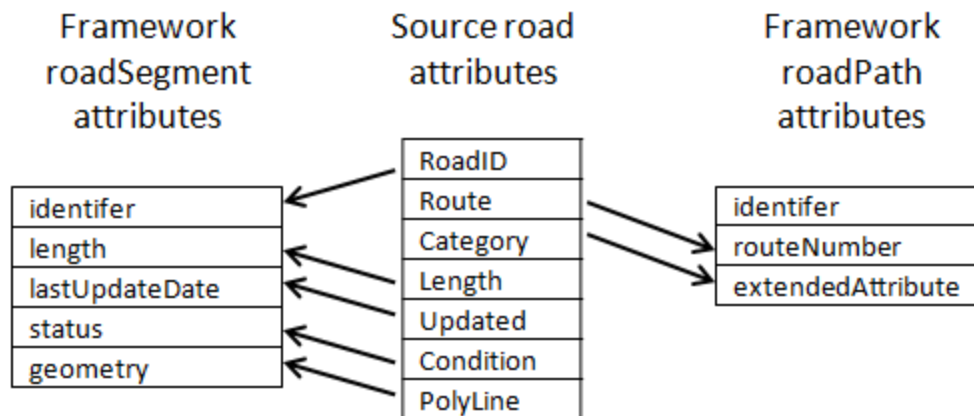 Framework
roadSegment
attributes
Source road
attributes
Framework
roadPath
attributes
identifer
length
lastUpdateDate
status
geometry
RoadID
Route
Category
Length
Updated
Condition
PolyLine
identifer
routeNumber
extendedAttribute